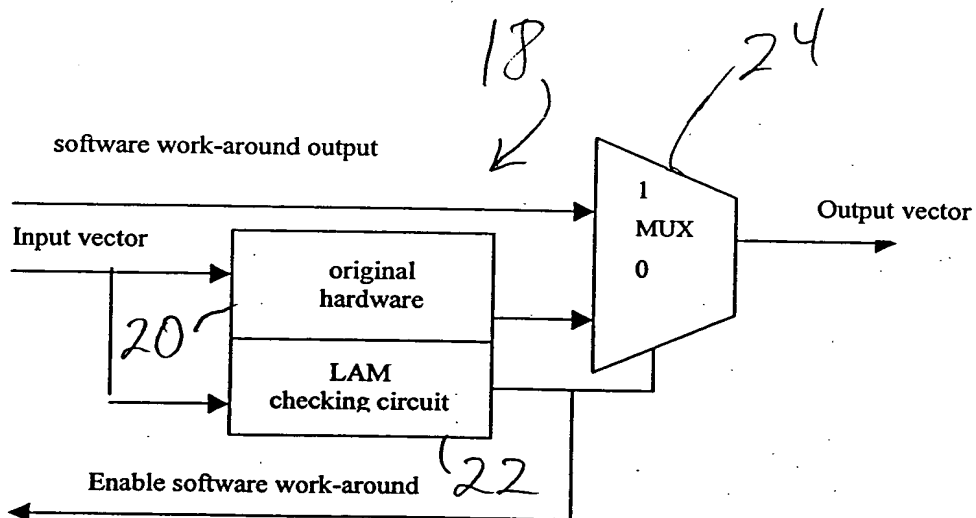 18
24
software work-around output
1
MUX
0
Output vector
Input vector
original
hardware
20
LAM
checking circuit
22
Enable software work-around